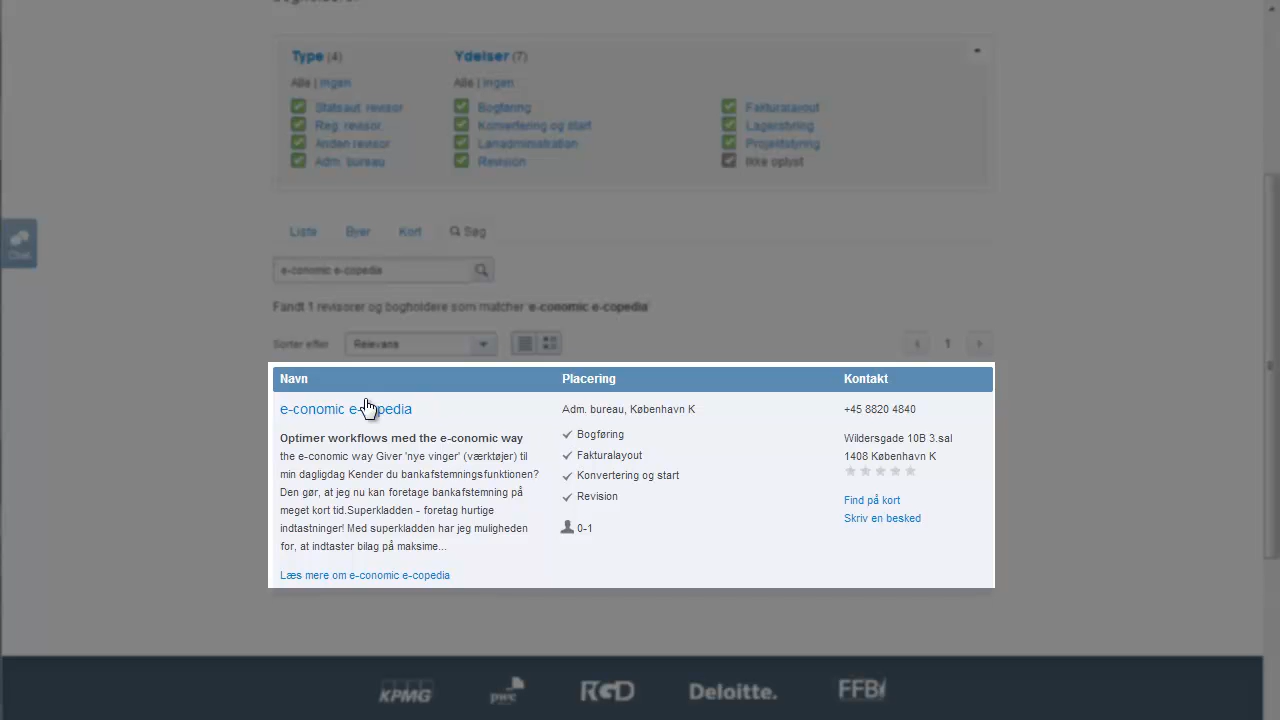 Type (4)
Ydelser (7)
Alle | Ingen
Alle | Ingen
Statsaut. revisor
Bogføring
Fakturalayout
Reg. revisor
Konvertering og start
Lagerstyring
Anden revisor
Lønadministration
Projektstyring
Adm. bureau
Revision
Ikke oplyst
Chat
Liste
Byer
Kort
Søg
e-conomic e-copedia
Fandt 1 revisorer og bogholdere som matcher 'e-conomic e-copedia'
Sorter efter
Relevans
1
Navn
Placering
Kontakt
e-conomic e-copedia
Adm. bureau, København K
+45 8820 4840
Optimer workflows med the e-conomic way
the e-conomic way Giver 'nye vinger' (værktøjer) til
min dagligdag Kender du bankafstemningsfunktionen?
Den gør, at jeg nu kan foretage bankafstemning på
meget kort tid.Superkladden - foretag hurtige
indtastninger! Med superkladden har jeg muligheden
for, at indtaster bilag på maksime...
Læs mere om e-conomic e-copedia
Bogføring
Fakturalayout
Konvertering og start
Revision
0-1
Wildersgade 10B 3.sal
1408 København K
Find på kort
Skriv en besked
KPMG
pwc
RGD
Deloitte.
FFB